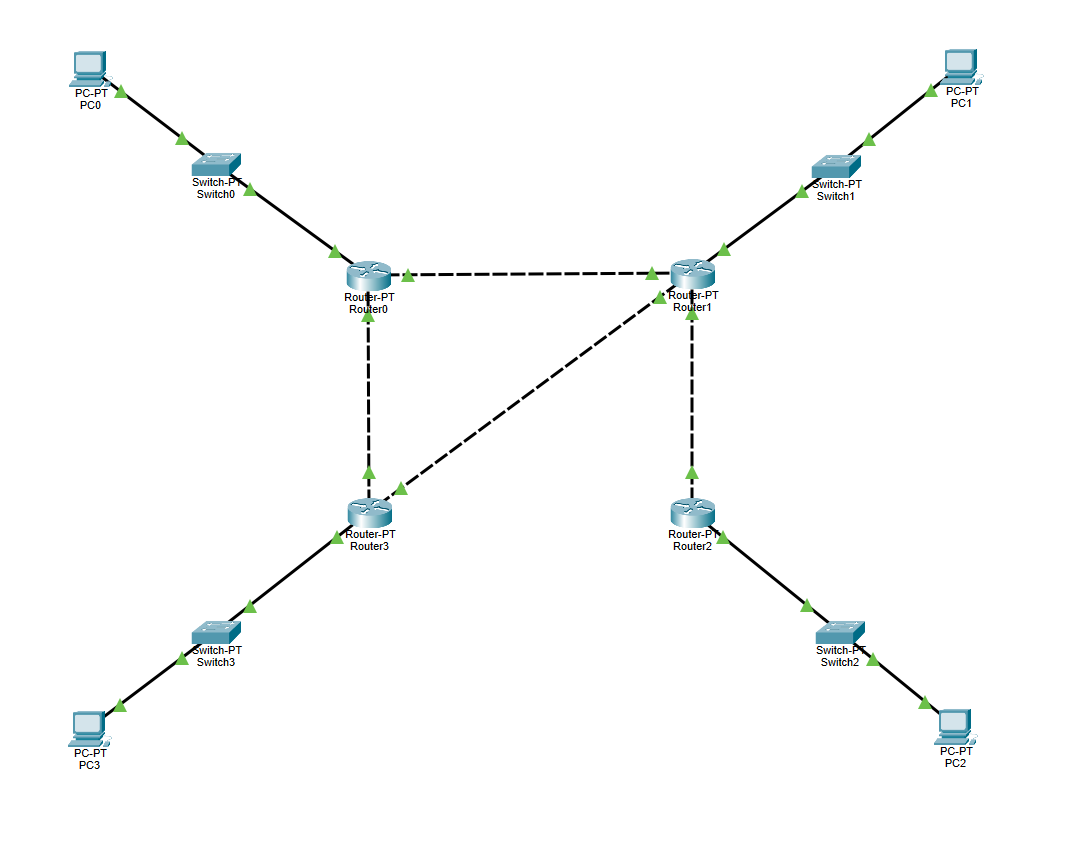 PC-PT
PC0
PC-PT
PC1
Switch-PT
Switch0
Switch-PT
Switch1
Router-PT
Router0
Router-PT
Router1
Router-PT
Router3
Router-PT
Router2
Switch-PT
Switch3
Switch-PT
Switch2
PC-PT
PC3
PC-PT
PC2